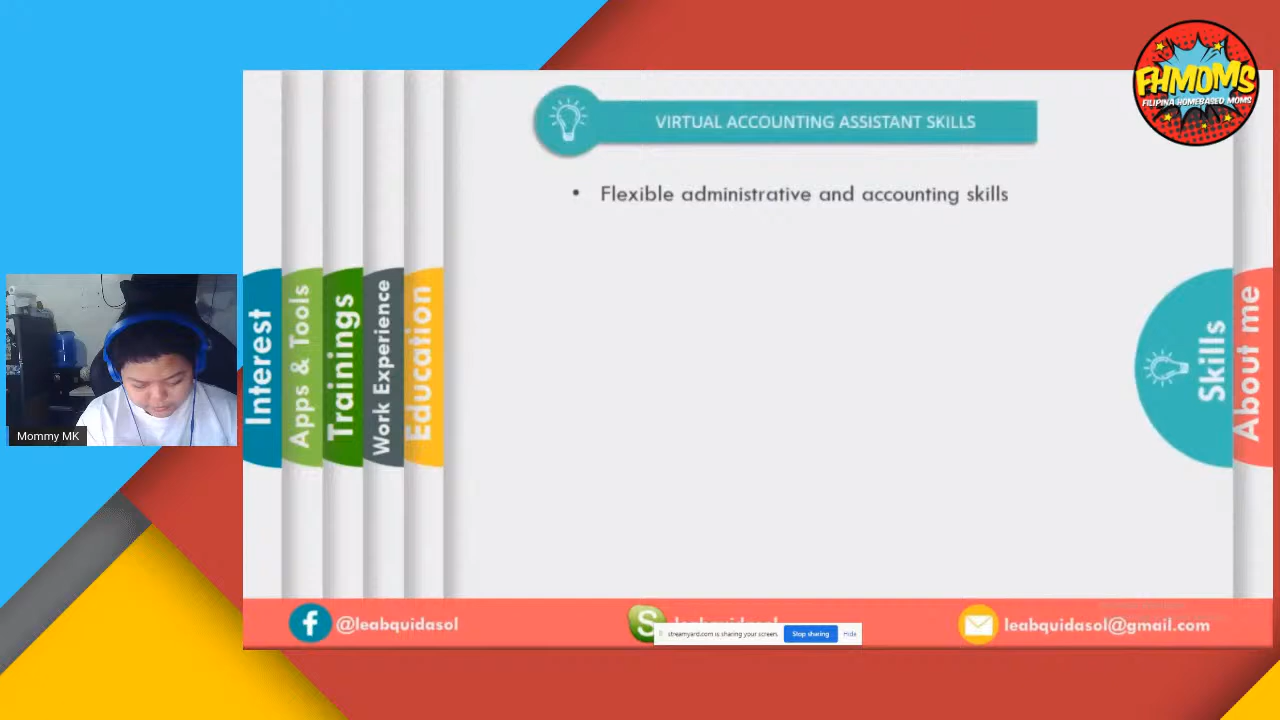 FHMOMS
FILIPINA HOMEBASED MOMS
VIRTUAL ACCOUNTING ASSISTANT SKILLS
• Flexible administrative and accounting skills
Interest
Apps & Tools
Trainings
Work Experience
Education
Skills
About me
Mommy MK
@leabquidasol
leabquidasol
leabquidasol@gmail.com
streamyard.com is sharing your screen.
Stop sharing
Hide